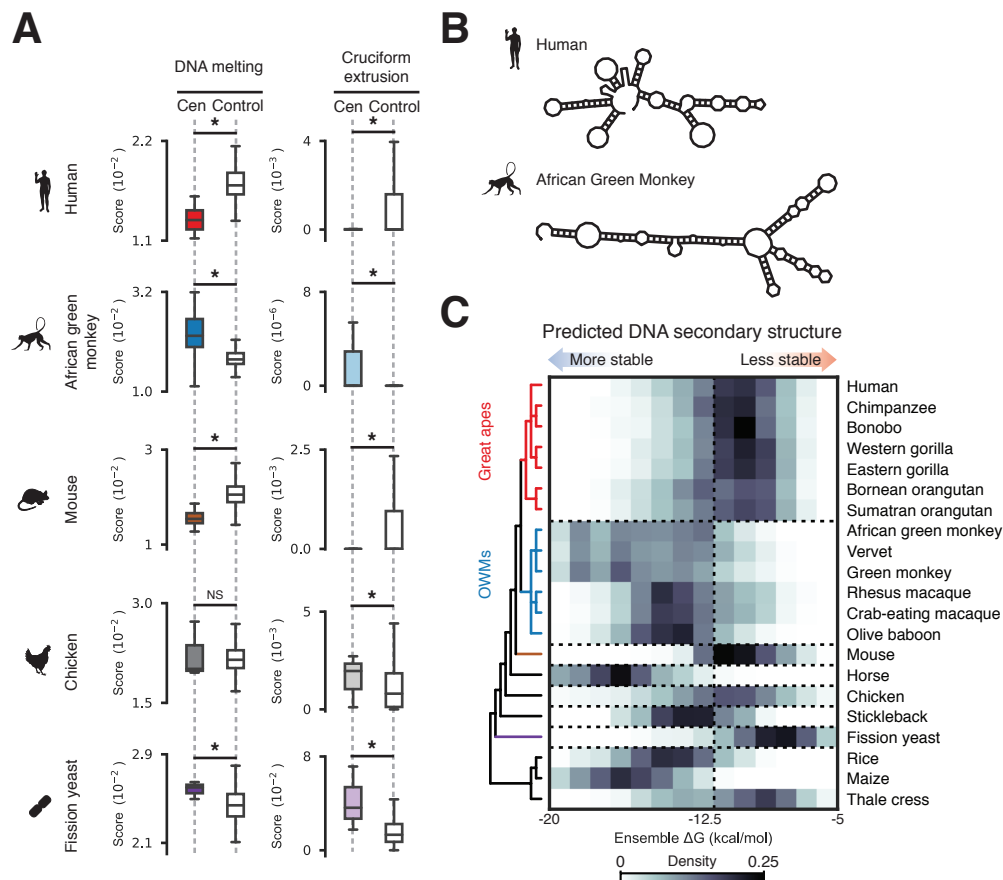 A
DNA melting
Cruciform
extrusion
Cen Control
Cen Control
Human
Score (10⁻²)
2.2
1.1
*
Score (10⁻³)
4
0
*
African green
monkey
Score (10⁻²)
3.2
1.0
*
Score (10⁻⁶)
8
0
*
Mouse
Score (10⁻²)
3
1
*
Score (10⁻³)
2.5
0.0
*
Chicken
Score (10⁻²)
3.0
1.5
NS
Score (10⁻³)
5
0
*
Fission yeast
Score (10⁻²)
2.9
2.1
*
Score (10⁻²)
8
0
*
B
Human
African Green Monkey
C
Predicted DNA secondary structure
More stable
Less stable
Great apes
OWMs
Human
Chimpanzee
Bonobo
Western gorilla
Eastern gorilla
Bornean orangutan
Sumatran orangutan
African green monkey
Vervet
Green monkey
Rhesus macaque
Crab-eating macaque
Olive baboon
Mouse
Horse
Chicken
Stickleback
Fission yeast
Rice
Maize
Thale cress
-20
-12.5
-5
Ensemble ΔG (kcal/mol)
0
Density
0.25